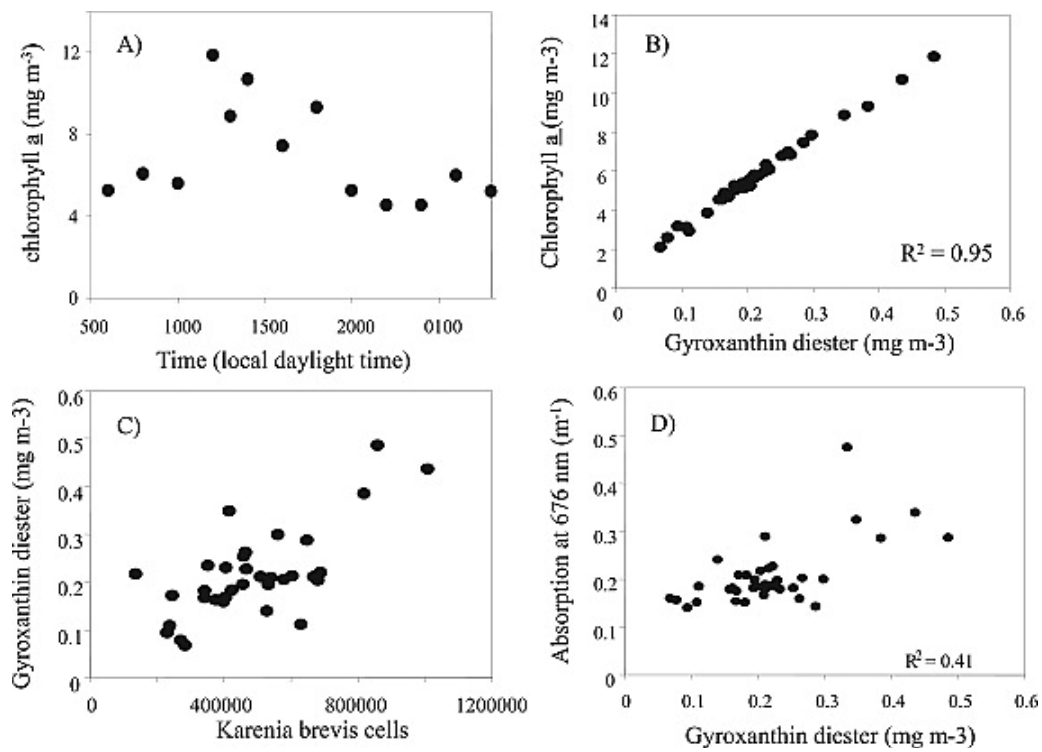 A)
chlorophyll a (mg m-3)
12
8
4
0
500 1000 1500 2000 0100
Time (local daylight time)
B)
Chlorophyll a (mg m-3)
14
12
10
8
6
4
2
0
R² = 0.95
0 0.1 0.2 0.3 0.4 0.5 0.6
Gyroxanthin diester (mg m-3)
C)
Gyroxanthin diester (mg m-3)
0.6
0.5
0.4
0.3
0.2
0.1
0
0 400000 800000 1200000
Karenia brevis cells
D)
Absorption at 676 nm (m-1)
0.6
0.5
0.4
0.3
0.2
0.1
0
R² = 0.41
0 0.1 0.2 0.3 0.4 0.5 0.6
Gyroxanthin diester (mg m-3)